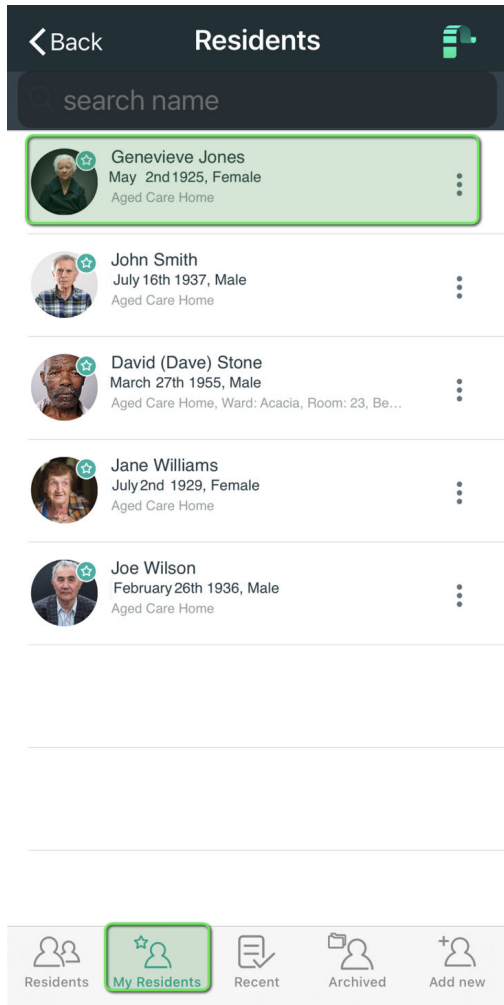 Back
Residents
search name
Genevieve Jones
May 2nd 1925, Female
Aged Care Home
John Smith
July 16th 1937, Male
Aged Care Home
David (Dave) Stone
March 27th 1955, Male
Aged Care Home, Ward: Acacia, Room: 23, Be...
Jane Williams
July 2nd 1929, Female
Aged Care Home
Joe Wilson
February 26th 1936, Male
Aged Care Home
Residents
My Residents
Recent
Archived
Add new